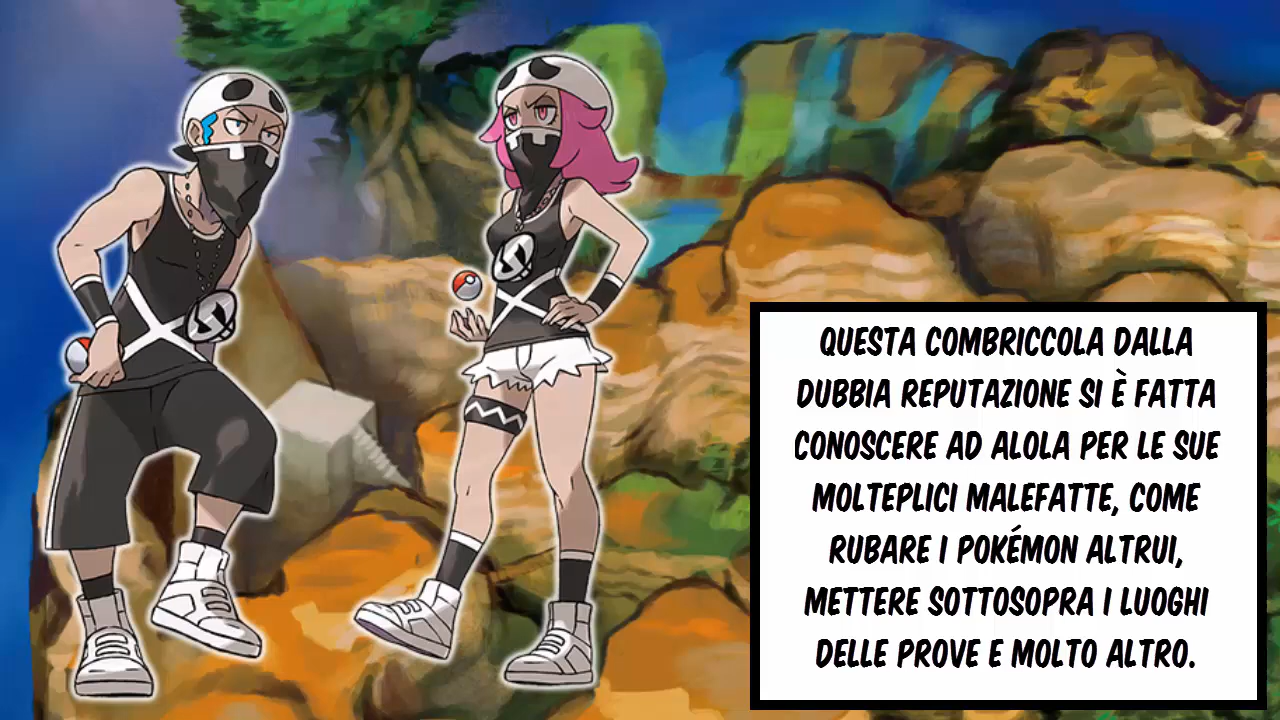 QUESTA COMBRICCOLA DALLA
DUBBIA REPUTAZIONE SI È FATTA
CONOSCERE AD ALOLA PER LE SUE
MOLTEPLICI MALEFATTE, COME
RUBARE I POKÉMON ALTRUI,
METTERE SOTTOSOPRA I LUOGHI
DELLE PROVE E MOLTO ALTRO.